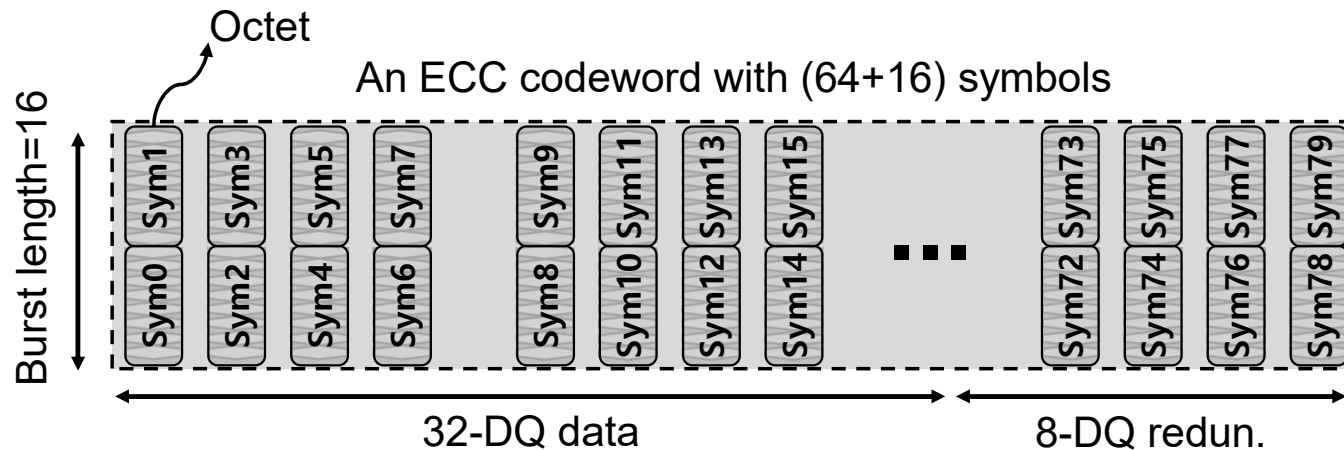 Octet
An ECC codeword with (64+16) symbols
Burst length=16
Sym1 Sym3 Sym5 Sym7 Sym9 Sym11 Sym13 Sym15 Sym73 Sym75 Sym77 Sym79
Sym0 Sym2 Sym4 Sym6 Sym8 Sym10 Sym12 Sym14 Sym72 Sym74 Sym76 Sym78
32-DQ data
8-DQ redun.